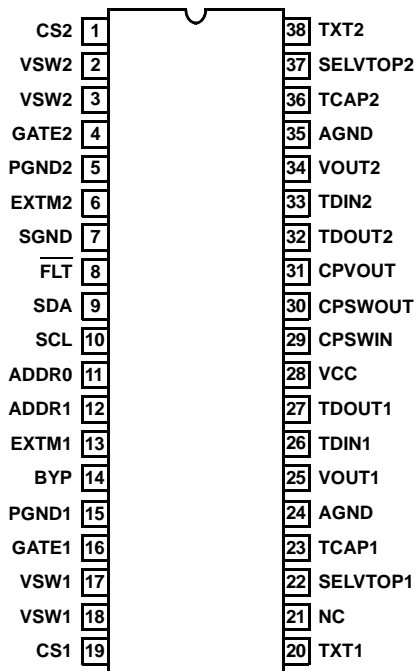 CS2 1 38 TXT2
VSW2 2 37 SELVTOP2
VSW2 3 36 TCAP2
GATE2 4 35 AGND
PGND2 5 34 VOUT2
EXTM2 6 33 TDIN2
SGND 7 32 TDOUT2
FLT 8 31 CPVOUT
SDA 9 30 CPSWOUT
SCL 10 29 CPSWIN
ADDR0 11 28 VCC
ADDR1 12 27 TDOUT1
EXTM1 13 26 TDIN1
BYP 14 25 VOUT1
PGND1 15 24 AGND
GATE1 16 23 TCAP1
VSW1 17 22 SELVTOP1
VSW1 18 21 NC
CS1 19 20 TXT1